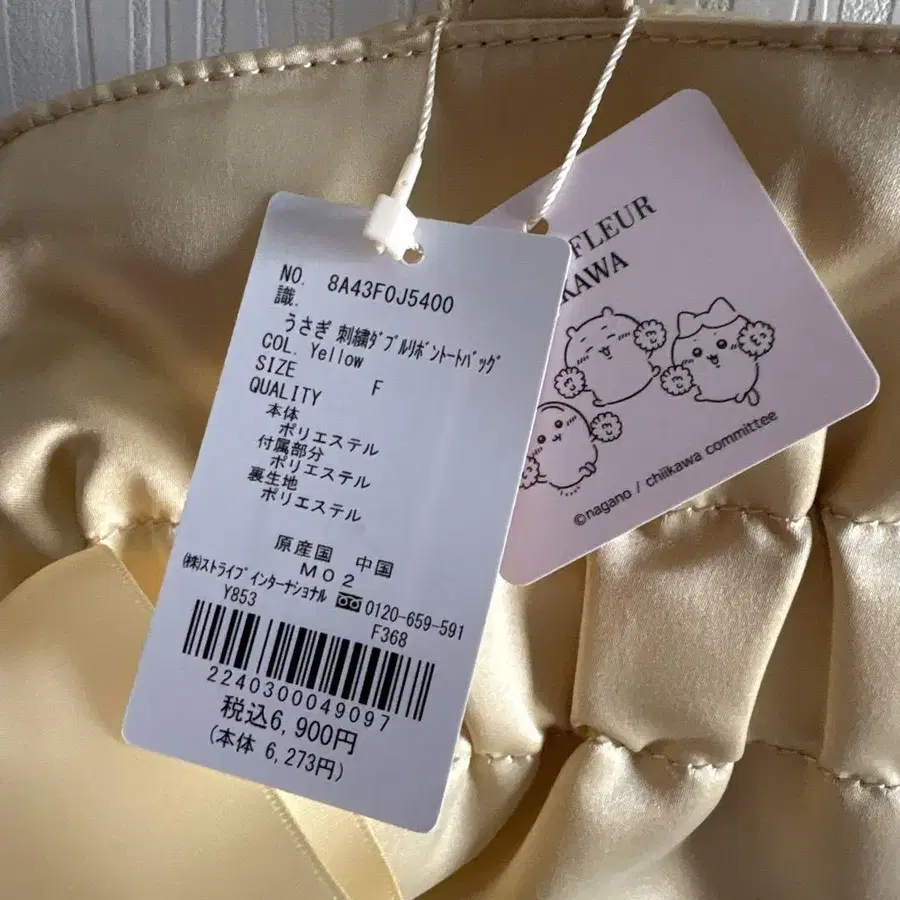 NO. 8A43F0J5400
識.
うさぎ 刺繍ダブルリボントートバッグ
COL. Yellow
SIZE F
QUALITY
本体
ポリエステル
付属部分
ポリエステル
裏生地
ポリエステル
原産国 中国
M02
㈱ストライプインターナショナル 0120-659-591
Y853 F368
2240300049097
税込6,900円
(本体 6,273円)
FLEUR
KAWA
©nagano / chiikawa committee